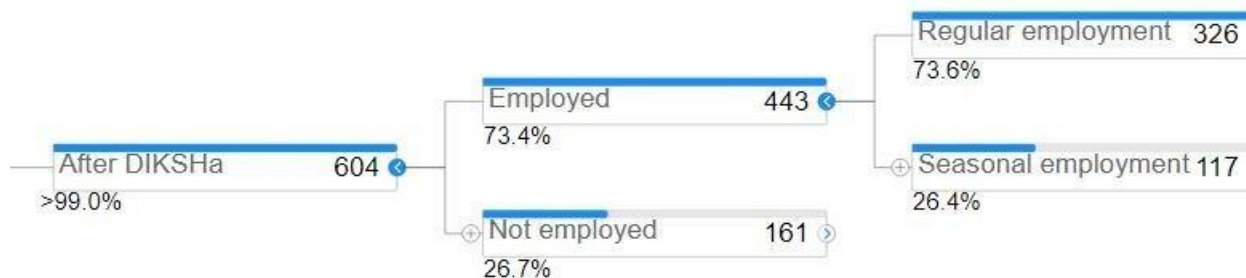 After DIKSHa 604
>99.0%
Employed 443
73.4%
Not employed 161
26.7%
Regular employment 326
73.6%
Seasonal employment 117
26.4%